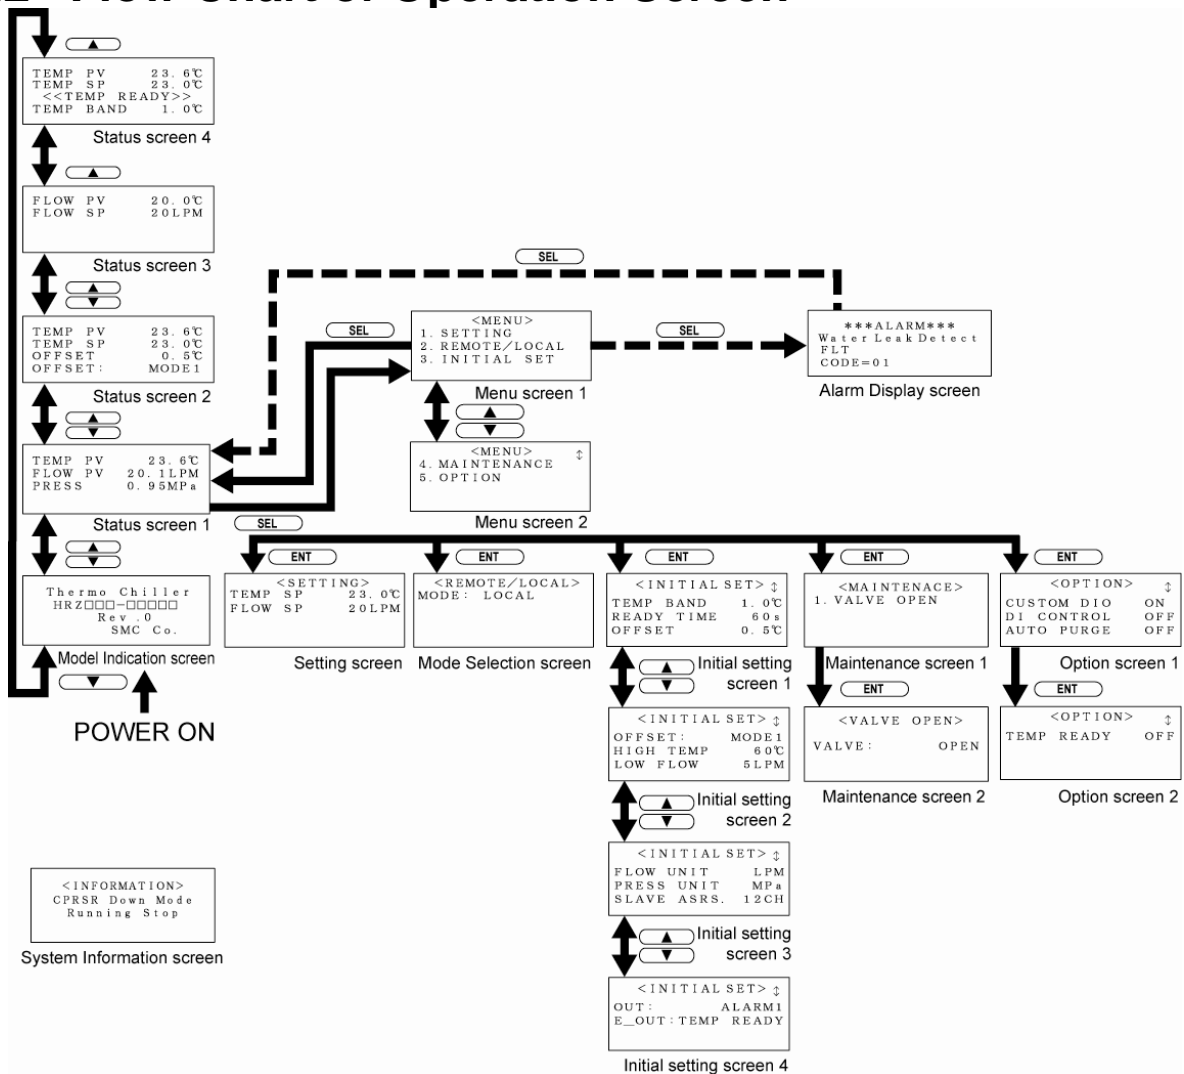 Flow Chart of Operation Screen
TEMP PV 23.6℃
TEMP SP 23.0℃
<<TEMP READY>>
TEMP BAND 1.0℃
Status screen 4
FLOW PV 20.0℃
FLOW SP 20LPM
Status screen 3
TEMP PV 23.6℃
TEMP SP 23.0℃
OFFSET 0.5℃
OFFSET: MODE1
Status screen 2
TEMP PV 23.6℃
FLOW PV 20.1LPM
PRESS 0.95MPa
Status screen 1
Thermo Chiller
HRZ□□□-□□□□□
Rev.0
SMC Co.
Model Indication screen
POWER ON
SEL
SEL
SEL
SEL
<MENU>
1. SETTING
2. REMOTE/LOCAL
3. INITIAL SET
Menu screen 1
<MENU> ↕
4. MAINTENANCE
5. OPTION
Menu screen 2
***ALARM***
Water Leak Detect
FLT
CODE=01
Alarm Display screen
ENT
<SETTING>
TEMP SP 23.0℃
FLOW SP 20LPM
Setting screen
ENT
<REMOTE/LOCAL>
MODE: LOCAL
Mode Selection screen
ENT
<INITIAL SET> ↕
TEMP BAND 1.0℃
READY TIME 60s
OFFSET 0.5℃
Initial setting
screen 1
<INITIAL SET> ↕
OFFSET: MODE1
HIGH TEMP 60℃
LOW FLOW 5LPM
Initial setting
screen 2
<INITIAL SET> ↕
FLOW UNIT LPM
PRESS UNIT MPa
SLAVE ASRS. 12CH
Initial setting
screen 3
<INITIAL SET> ↕
OUT: ALARM1
E_OUT:TEMP READY
Initial setting screen 4
ENT
<MAINTENACE>
1. VALVE OPEN
Maintenance screen 1
ENT
<VALVE OPEN>
VALVE: OPEN
Maintenance screen 2
ENT
<OPTION> ↕
CUSTOM DIO ON
DI CONTROL OFF
AUTO PURGE OFF
Option screen 1
ENT
<OPTION> ↕
TEMP READY OFF
Option screen 2
<INFORMATION>
CPRSR Down Mode
Running Stop
System Information screen